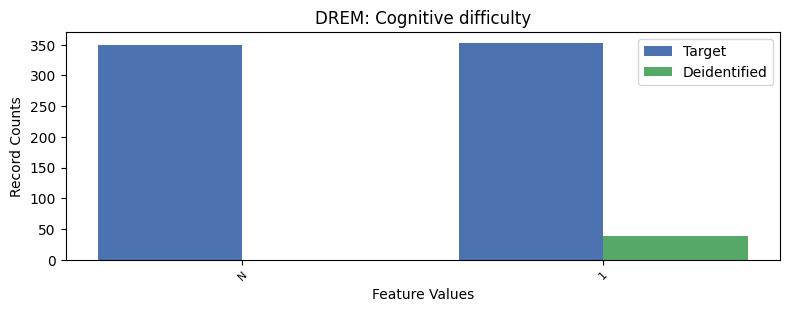 DREM: Cognitive difficulty
350
300
250
200
150
100
50
0
Record Counts
Target
Deidentified
N
1
Feature Values